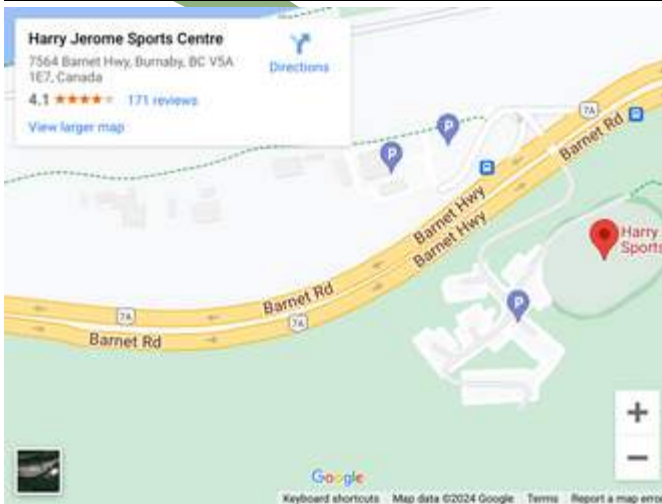 Harry Jerome Sports Centre
7564 Barnet Hwy, Burnaby, BC V5A
1E7, Canada
Directions
4.1 171 reviews
View larger map
P
P
7A
Barnet Rd
Barnet Hwy
Barnet Hwy
Harry
Sports
P
Barnet Rd
7A
7A
Barnet Rd
+
−
Google
Keyboard shortcuts Map data ©2024 Google Terms Report a map erro